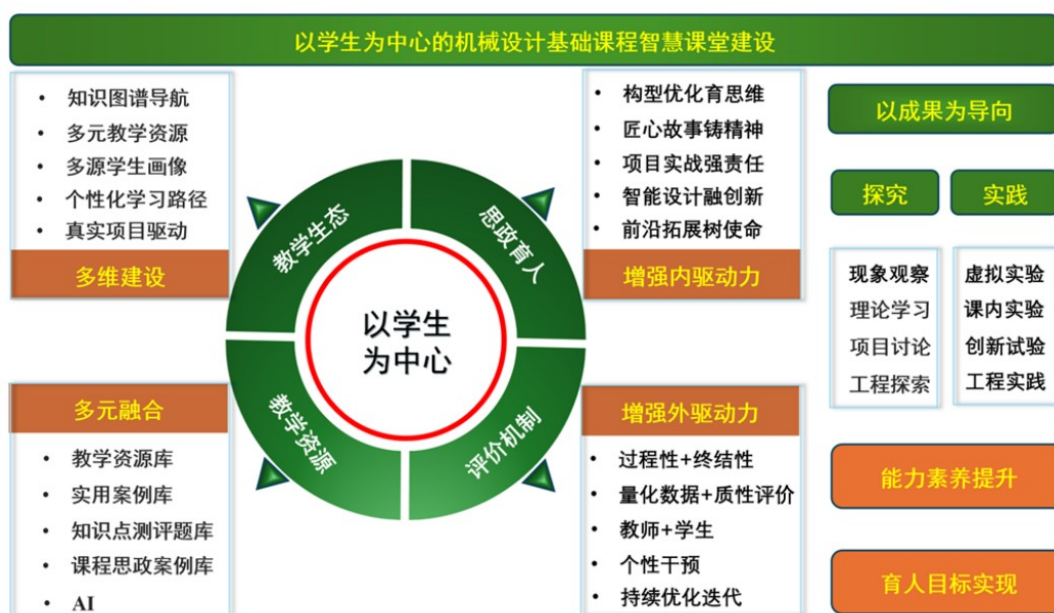 以学生为中心的机械设计基础课程智慧课堂建设
• 知识图谱导航
• 多元教学资源
• 多源学生画像
• 个性化学习路径
• 真实项目驱动
多维建设
多元融合
• 教学资源库
• 实用案例库
• 知识点测评题库
• 课程思政案例库
• AI
教学生态
思政育人
教学资源
评价机制
以学生
为中心
• 构型优化育思维
• 匠心故事铸精神
• 项目实战强责任
• 智能设计融创新
• 前沿拓展树使命
增强内驱动力
增强外驱动力
• 过程性+终结性
• 量化数据+质性评价
• 教师+学生
• 个性干预
• 持续优化迭代
以成果为导向
探究
实践
现象观察
理论学习
项目讨论
工程探索
虚拟实验
课内实验
创新试验
工程实践
能力素养提升
育人目标实现